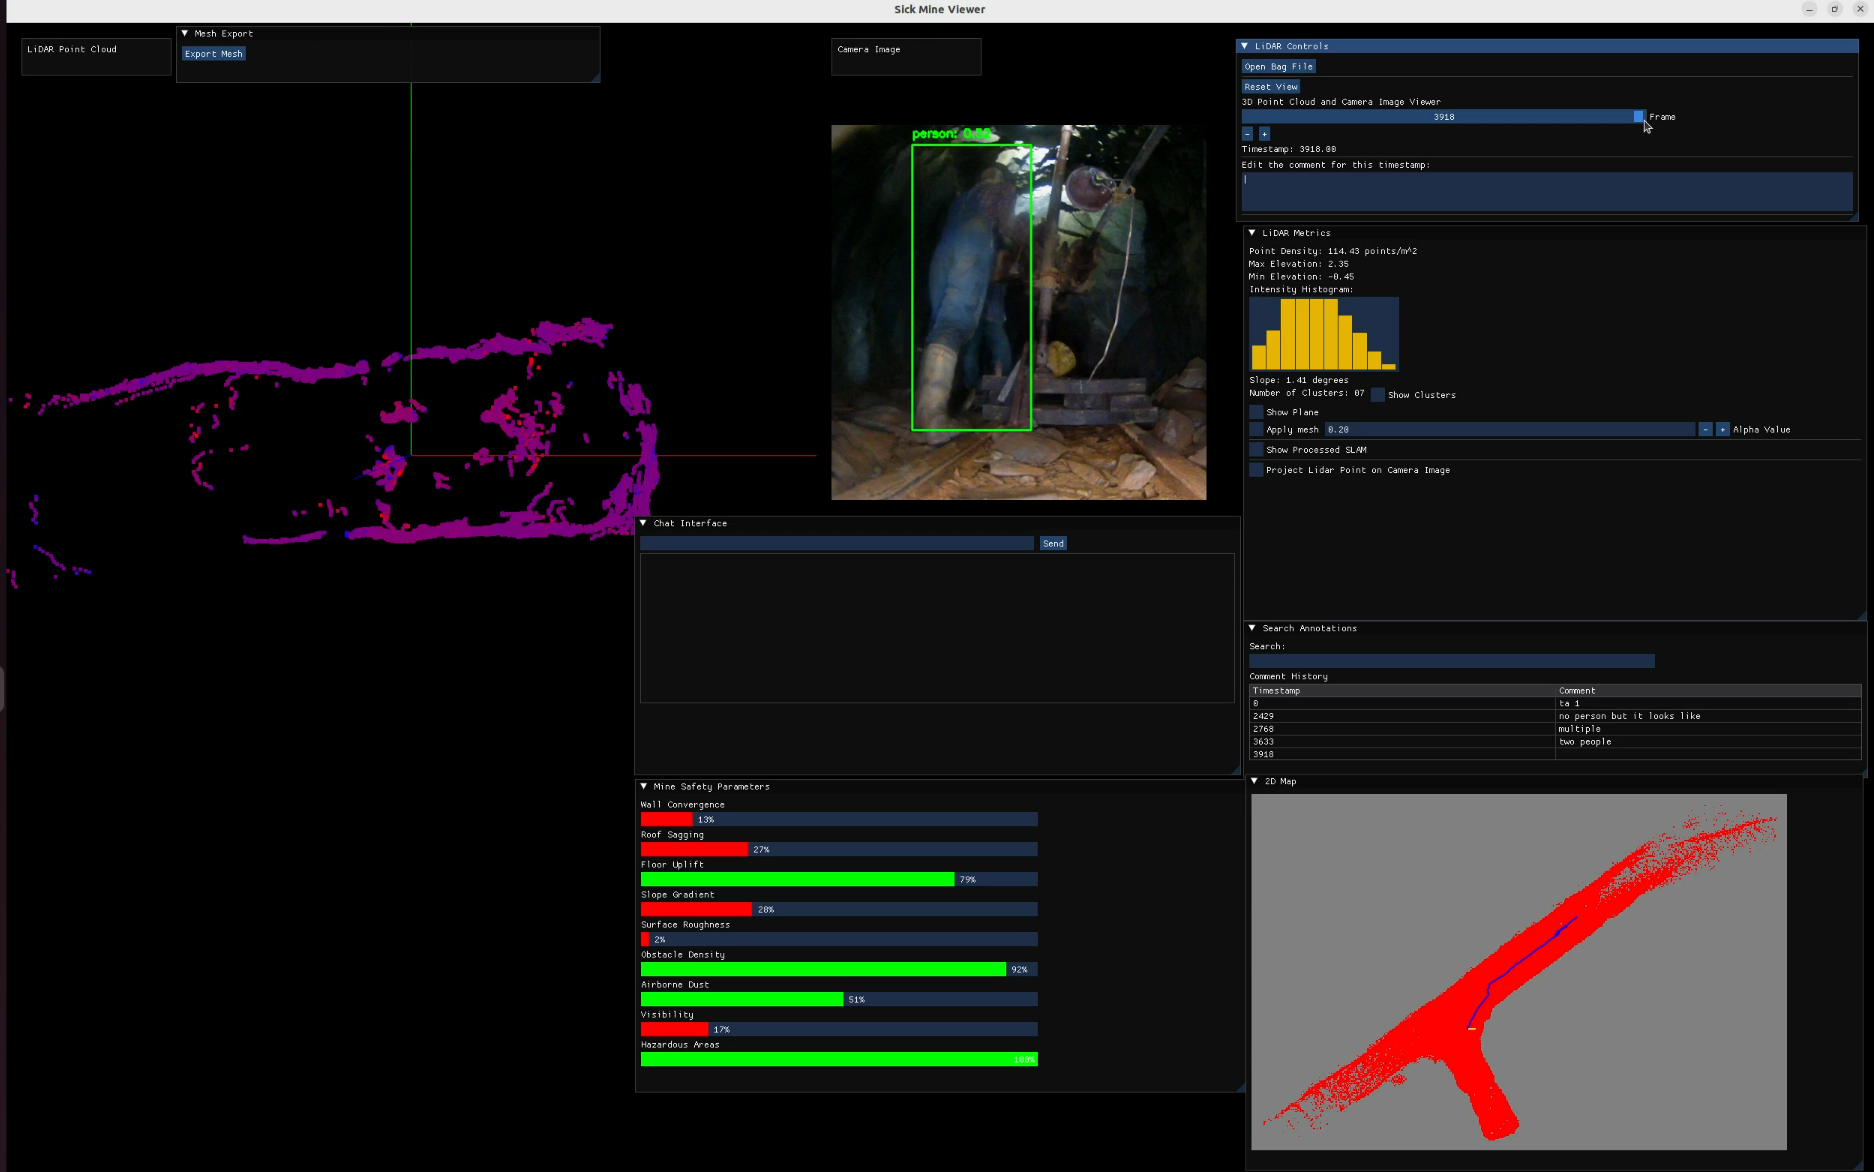 Sick Mine Viewer
LiDAR Point Cloud
Mesh Export
Export Mesh
Camera Image
person:
LiDAR Controls
Open Bag File
Reset View
3D Point Cloud and Camera Image Viewer
3918 Frame
- +
Timestamp: 3918.00
Edit the comment for this timestamp:
LiDAR Metrics
Point Density: 114.43 points/m^2
Max Elevation: 2.35
Min Elevation: -0.45
Intensity Histogram:
Slope: 1.41 degrees
Number of Clusters: 07 Show Clusters
Show Plane
Apply mesh 0.20 - + Alpha Value
Show Processed SLAM
Project Lidar Point on Camera Image
Chat Interface
Send
Search Annotations
Search:
Comment History
Timestamp Comment
0 ta 1
2429 no person but it looks like
2768 multiple
3633 two people
3918
Mine Safety Parameters
Wall Convergence
13%
Roof Sagging
27%
Floor Uplift
79%
Slope Gradient
28%
Surface Roughness
2%
Obstacle Density
92%
Airborne Dust
51%
Visibility
17%
Hazardous Areas
100%
2D Map